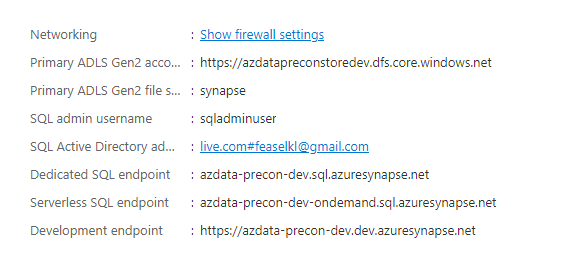 Networking : Show firewall settings
Primary ADLS Gen2 acco... : https://azdatapreconstoredev.dfs.core.windows.net
Primary ADLS Gen2 file s... : synapse
SQL admin username : sqladminuser
SQL Active Directory ad... : live.com#feaselkl@gmail.com
Dedicated SQL endpoint : azdata-precon-dev.sql.azuresynapse.net
Serverless SQL endpoint : azdata-precon-dev-ondemand.sql.azuresynapse.net
Development endpoint : https://azdata-precon-dev.dev.azuresynapse.net